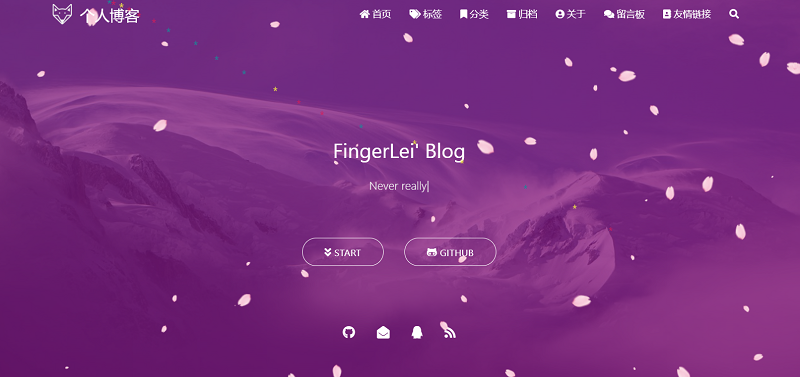 个人博客 首页 标签 分类 归档 关于 留言板 友情链接
FingerLei' Blog
Never really|
START GITHUB